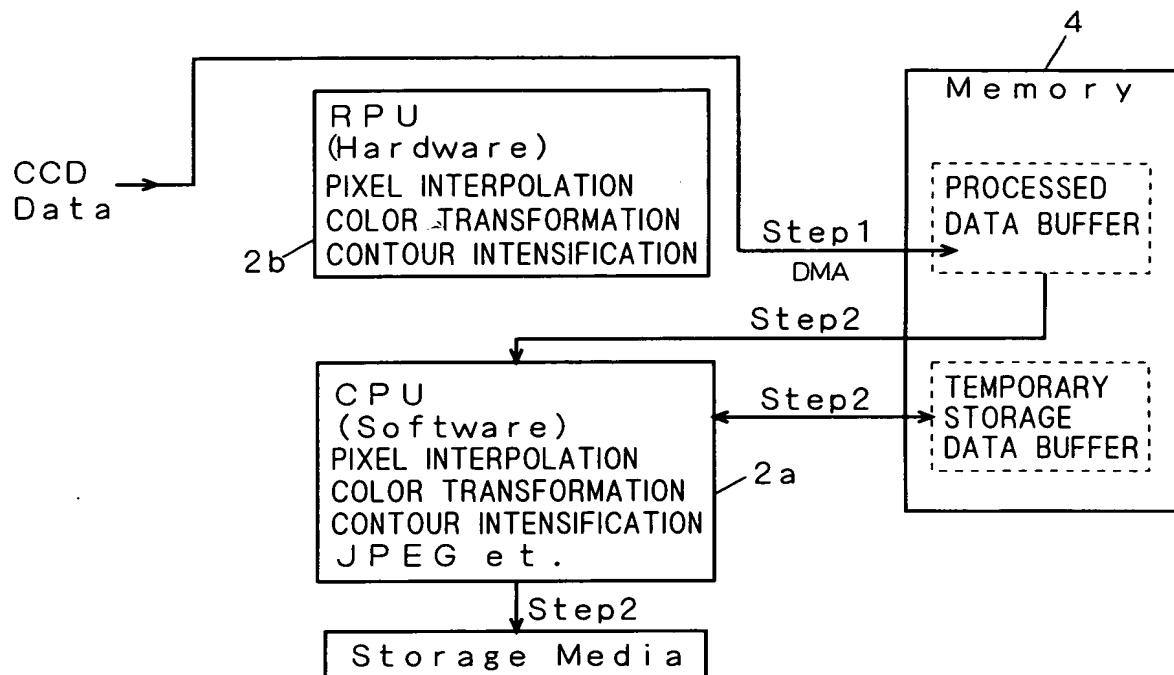 4
Memory
RPU
(Hardware)
PIXEL INTERPOLATION
COLOR TRANSFORMATION
CONTOUR INTENSIFICATION
2b
CCD
Data
Step1
DMA
PROCESSED
DATA BUFFER
Step2
CPU
(Software)
PIXEL INTERPOLATION
COLOR TRANSFORMATION
CONTOUR INTENSIFICATION
JPEG et.
2a
Step2
TEMPORARY
STORAGE
DATA BUFFER
Step2
Storage Media